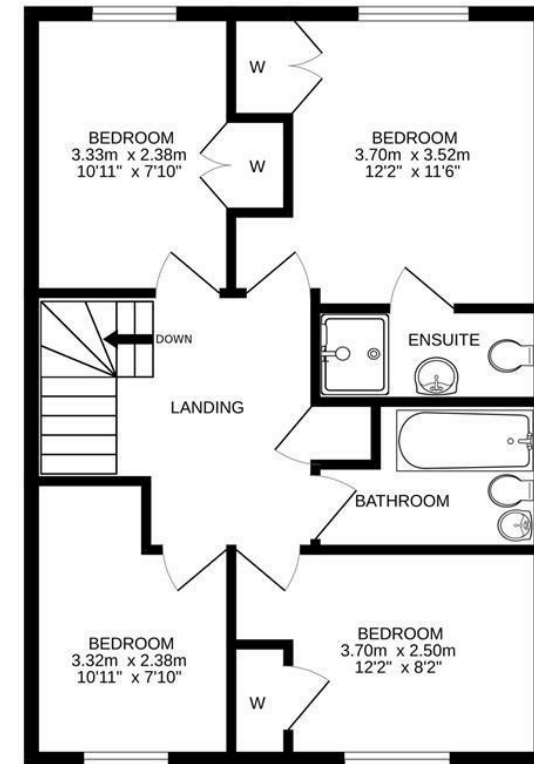 W
BEDROOM
3.33m x 2.38m
10'11" x 7'10"
BEDROOM
3.70m x 3.52m
12'2" x 11'6"
W
DOWN
ENSUITE
LANDING
BATHROOM
BEDROOM
3.32m x 2.38m
10'11" x 7'10"
BEDROOM
3.70m x 2.50m
12'2" x 8'2"
W